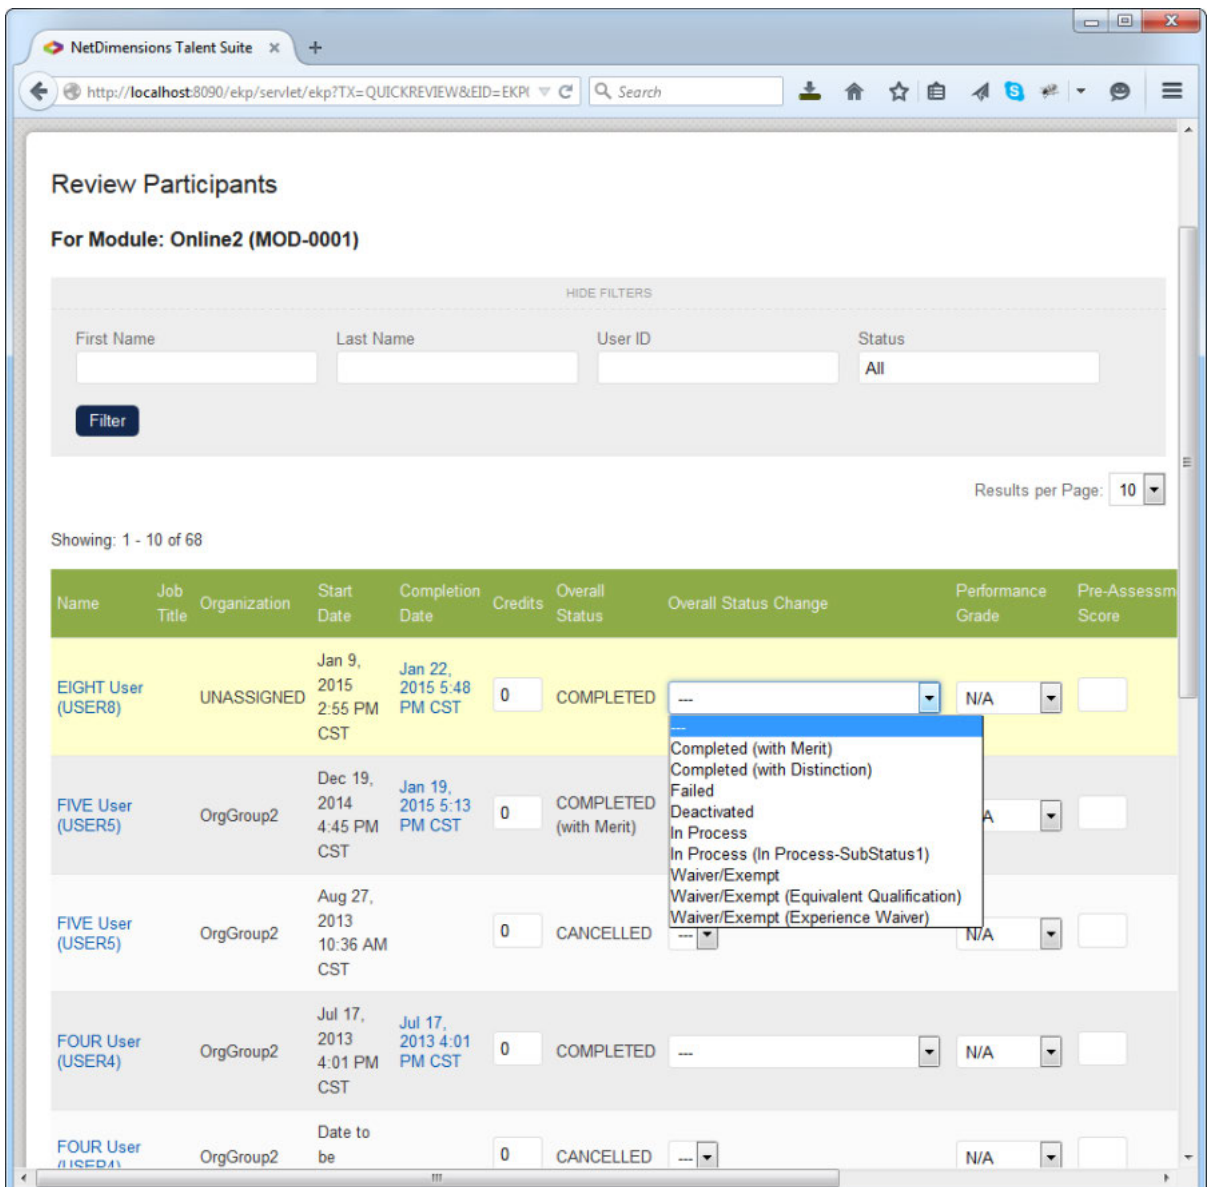 NetDimensions Talent Suite
http://localhost:8090/ekp/servlet/ekp?TX=QUICKREVIEW&EID=EKP(
Search
Review Participants
For Module: Online2 (MOD-0001)
HIDE FILTERS
First Name Last Name User ID Status
All
Filter
Results per Page: 10
Showing: 1 - 10 of 68
Name Job Title Organization Start Date Completion Date Credits Overall Status Overall Status Change Performance Grade Pre-Assessm Score
EIGHT User (USER8) UNASSIGNED Jan 9, 2015 2:55 PM CST Jan 22, 2015 5:48 PM CST 0 COMPLETED --- N/A
---
Completed (with Merit)
Completed (with Distinction)
Failed
Deactivated
In Process
In Process (In Process-SubStatus1)
Waiver/Exempt
Waiver/Exempt (Equivalent Qualification)
Waiver/Exempt (Experience Waiver)
FIVE User (USER5) OrgGroup2 Dec 19, 2014 4:45 PM CST Jan 19, 2015 5:13 PM CST 0 COMPLETED (with Merit) A
FIVE User (USER5) OrgGroup2 Aug 27, 2013 10:36 AM CST 0 CANCELLED --- N/A
FOUR User (USER4) OrgGroup2 Jul 17, 2013 4:01 PM CST Jul 17, 2013 4:01 PM CST 0 COMPLETED --- N/A
FOUR User (USER4) OrgGroup2 Date to be 0 CANCELLED --- N/A